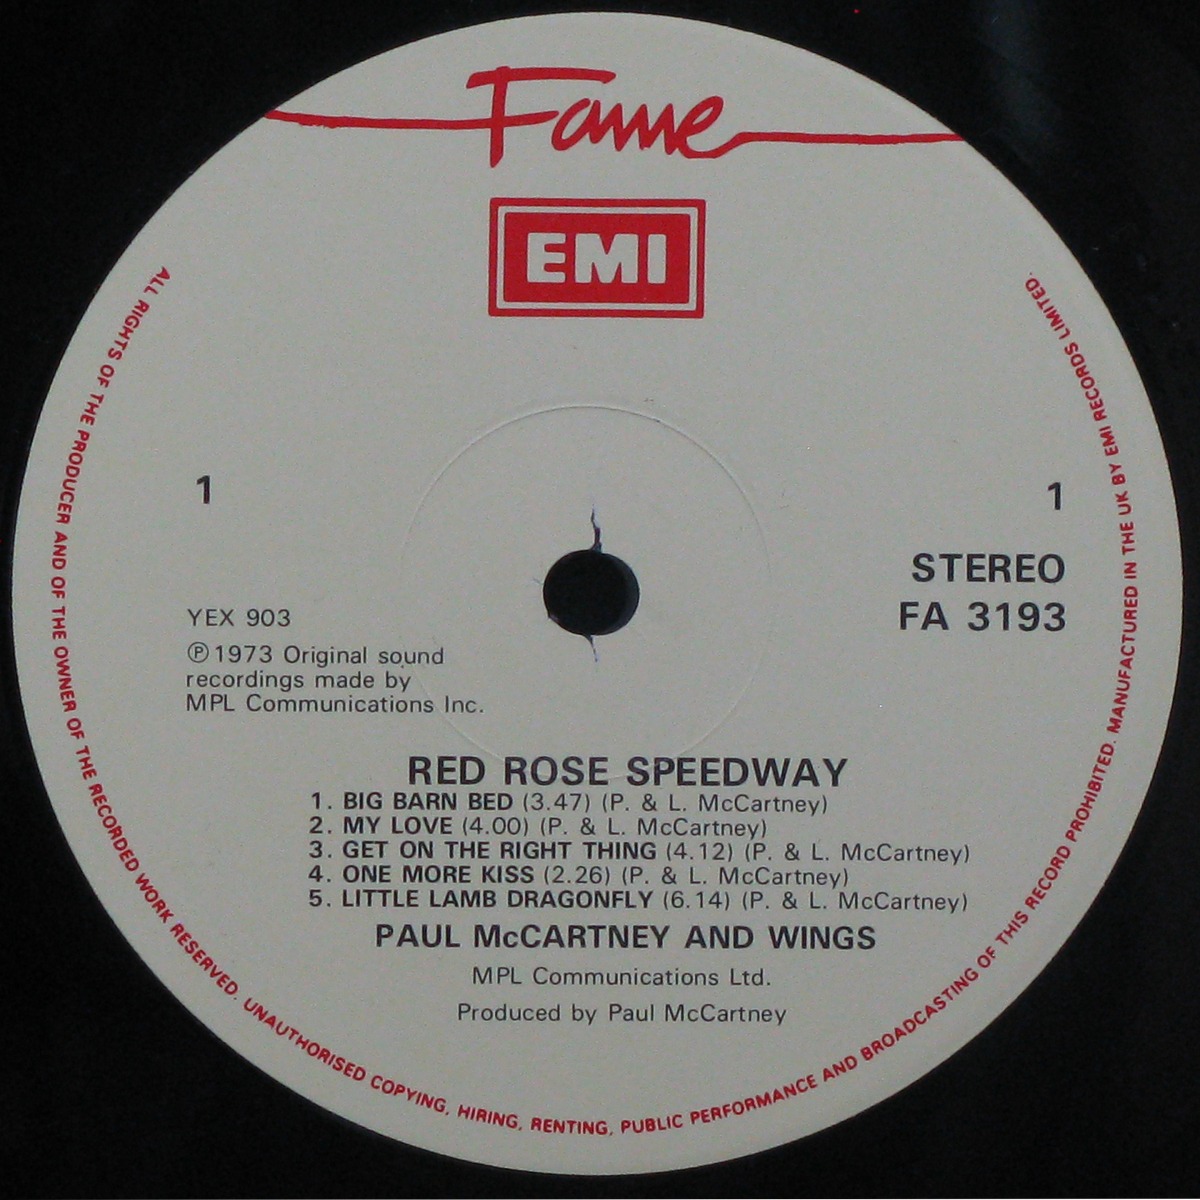 Fame
EMI
1
1
STEREO
FA 3193
YEX 903
Ⓟ1973 Original sound
recordings made by
MPL Communications Inc.
RED ROSE SPEEDWAY
1. BIG BARN BED (3.47) (P. & L. McCartney)
2. MY LOVE (4.00) (P. & L. McCartney)
3. GET ON THE RIGHT THING (4.12) (P. & L. McCartney)
4. ONE MORE KISS (2.26) (P. & L. McCartney)
5. LITTLE LAMB DRAGONFLY (6.14) (P. & L. McCartney)
PAUL McCARTNEY AND WINGS
MPL Communications Ltd.
Produced by Paul McCartney
ALL RIGHTS OF THE PRODUCER AND OF THE OWNER OF THE RECORDED WORK RESERVED. UNAUTHORISED COPYING, HIRING, RENTING, PUBLIC PERFORMANCE AND BROADCASTING OF THIS RECORD PROHIBITED. MANUFACTURED IN THE UK BY EMI RECORDS LIMITED.